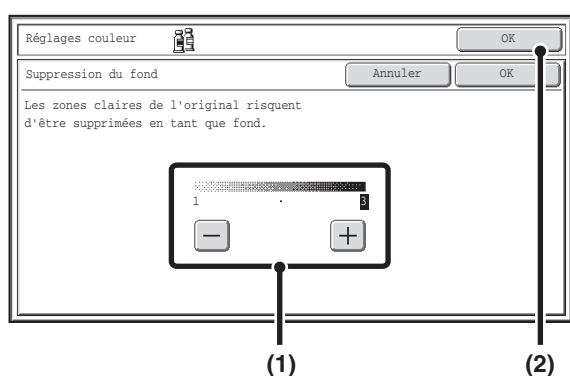 Réglages couleur OK
Suppression du fond Annuler OK
Les zones claires de l'original risquent
d'être supprimées en tant que fond.
1 · 3
− +
(1) (2)